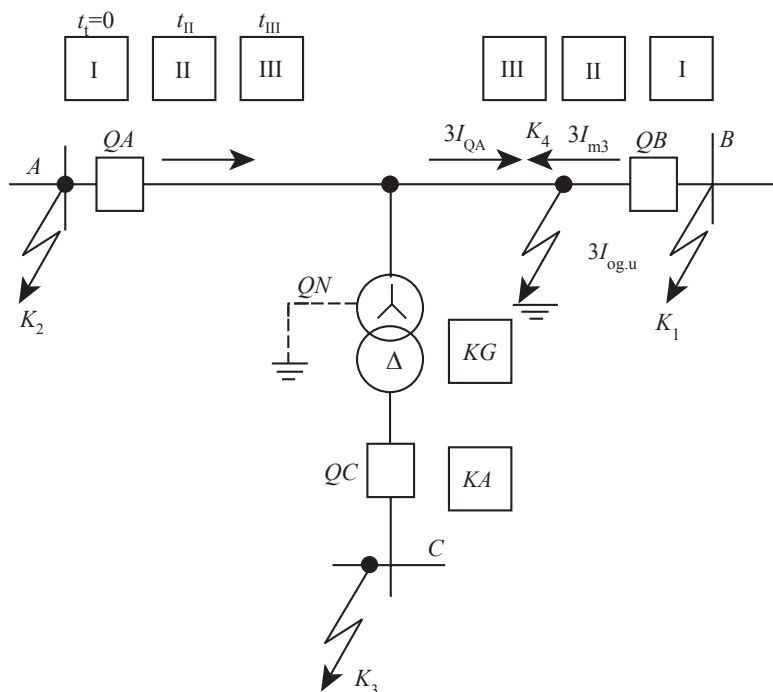 t_t=0 t_II t_III
I II III III II I
QA 3I_QA K_4 3I_m3 QB B
A
3I_og.u
K_2 QN K_1
KG
Δ
QC KA
C
K_3